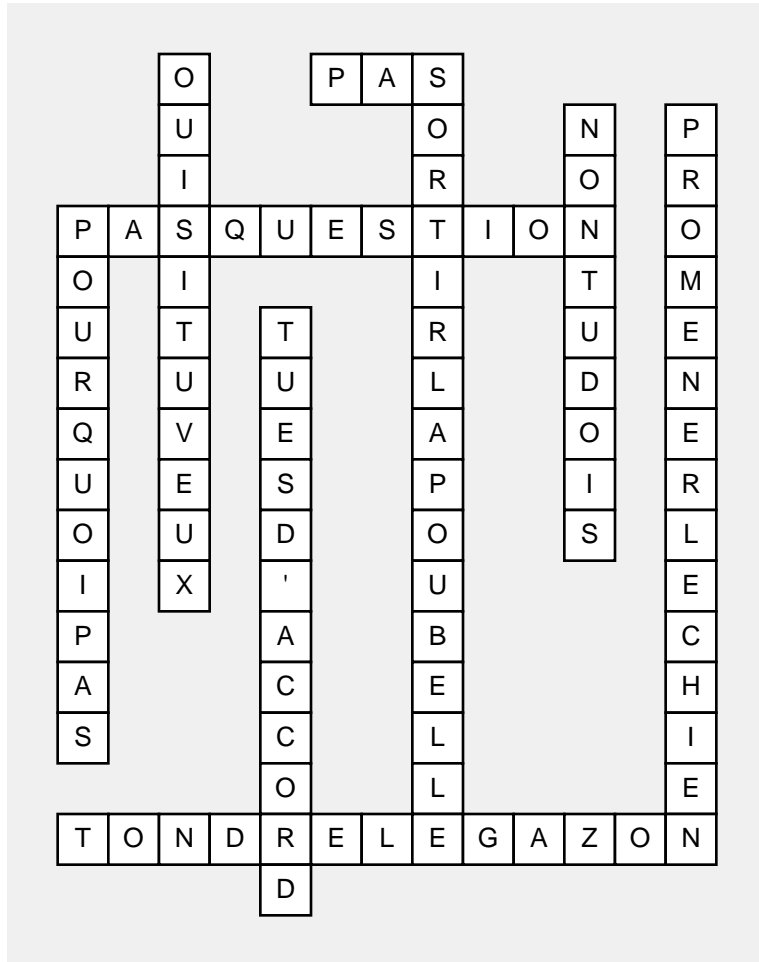 OUISITUVEUX
PAS
SORTIRLAPOUBELLE
NONTUDOIS
PROMENERLECHIEN
PASQUESTION
POURQUOIPAS
TUESD'ACCORD
TONDRELEGAZON